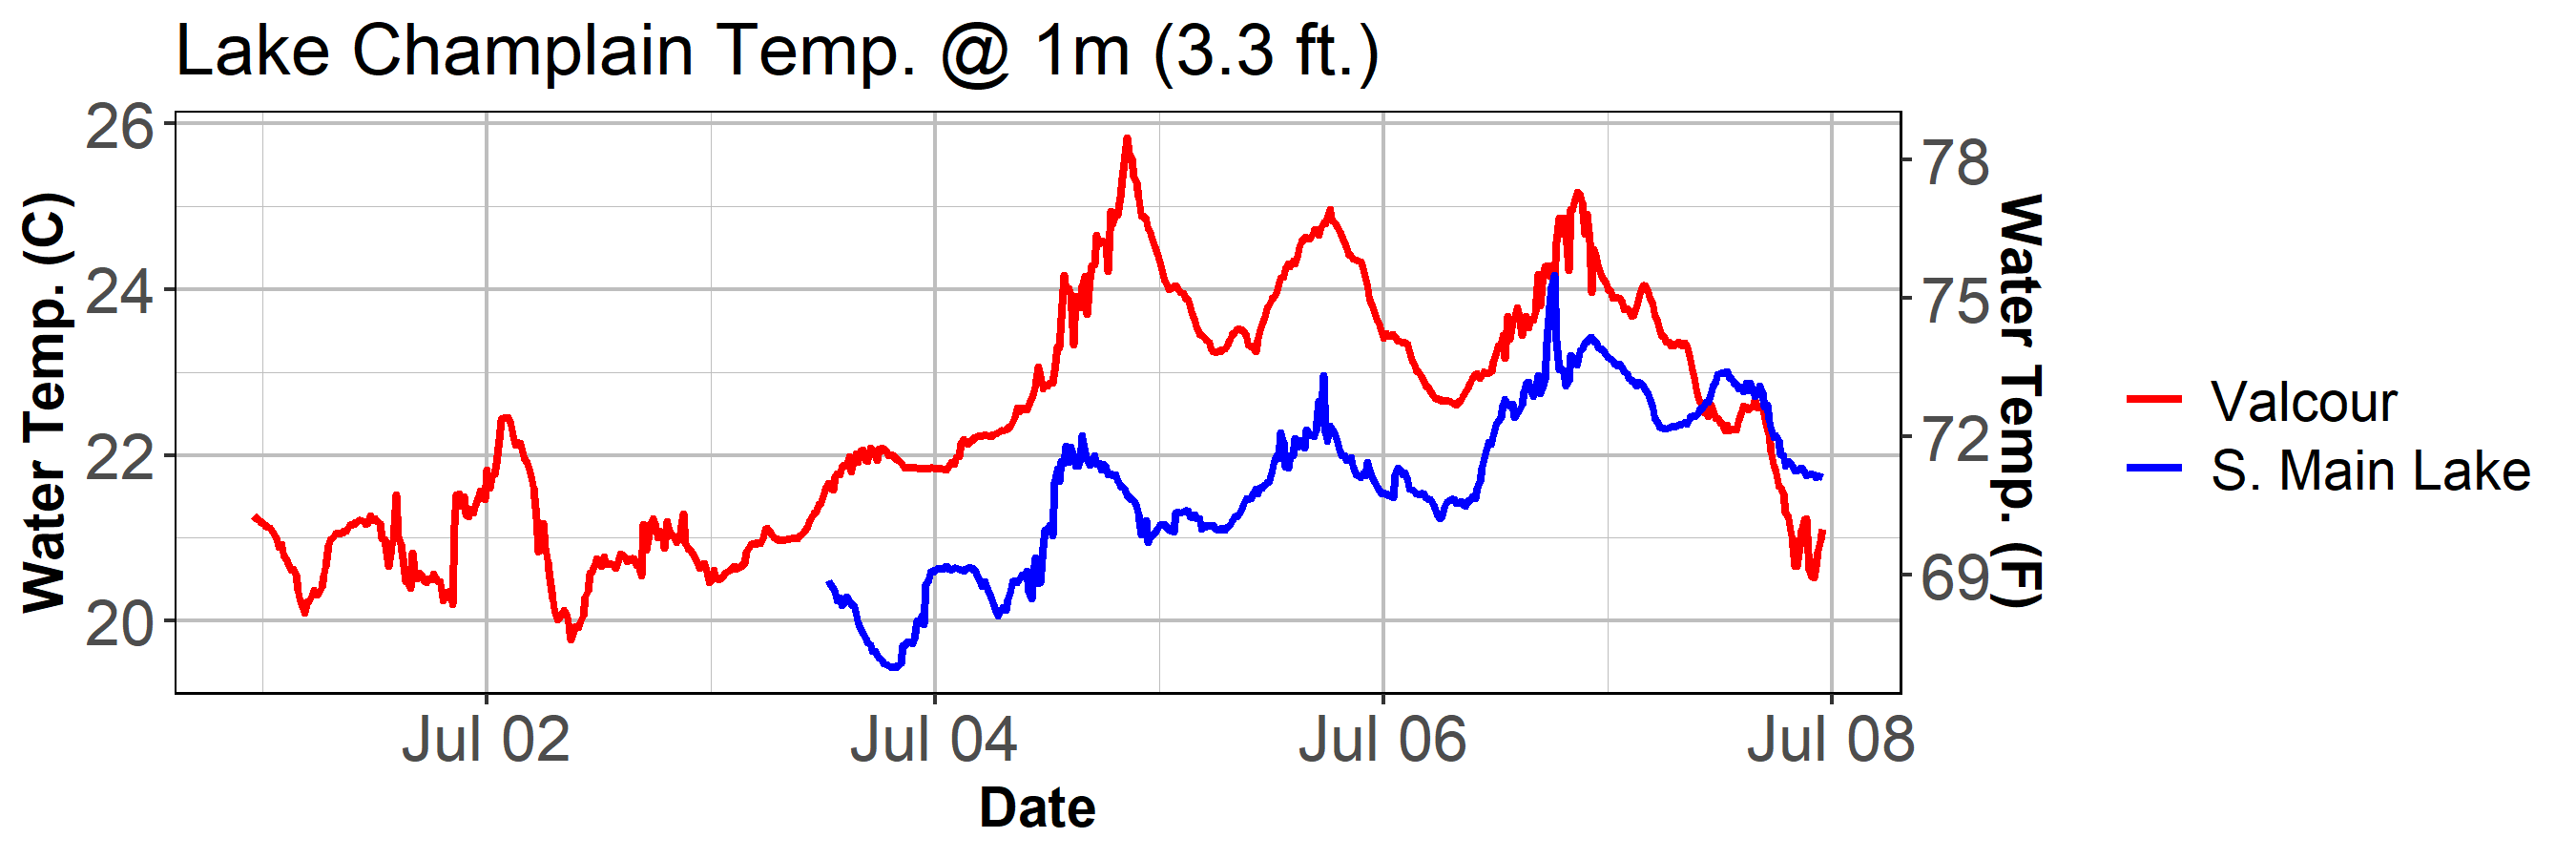 Lake Champlain Temp. @ 1m (3.3 ft.)
Water Temp. (C)
26
24
22
20
78
75
72
69
Water Temp. (F)
Jul 02
Jul 04
Jul 06
Jul 08
Date
Valcour
S. Main Lake